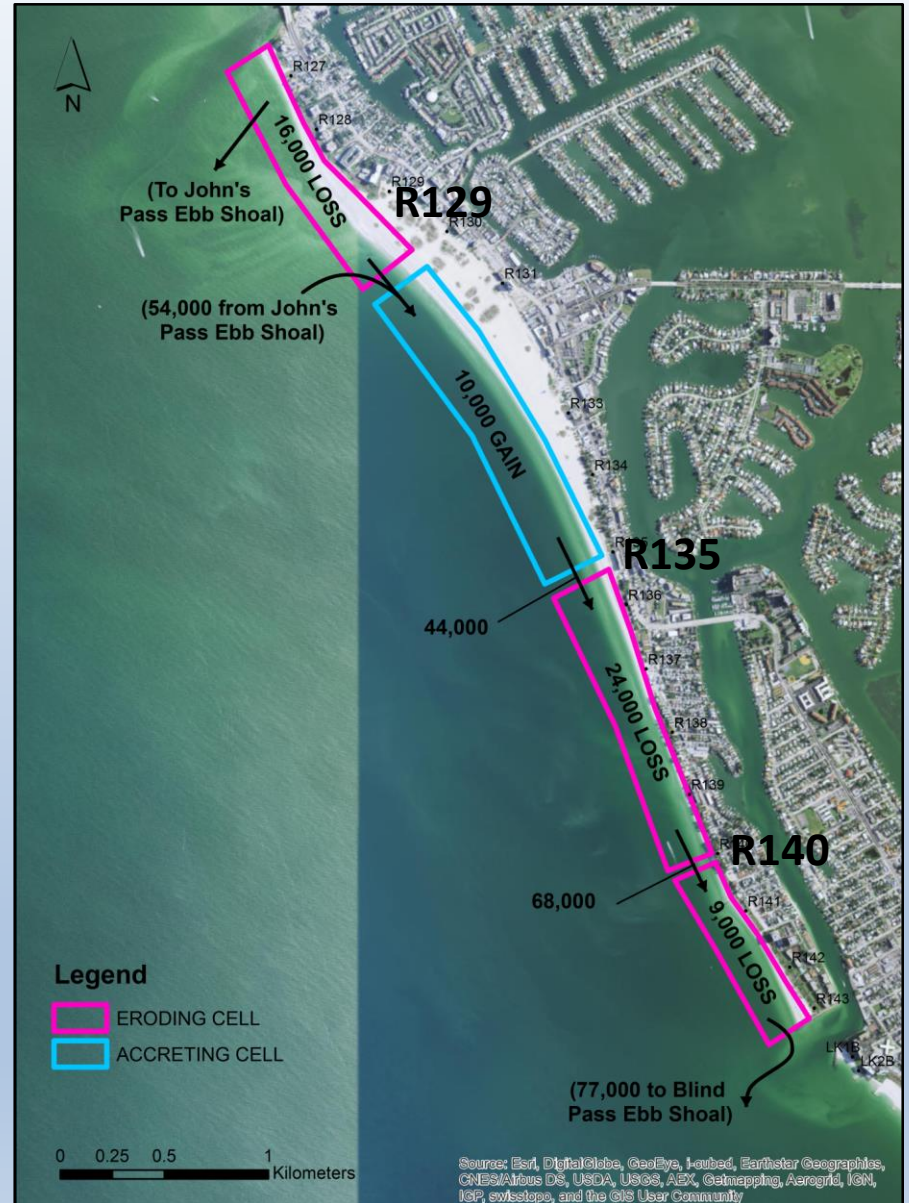 N
R127
R128
16,000 LOSS
(To John's
Pass Ebb Shoal)
R129
R129
R130
R131
(54,000 from John's
Pass Ebb Shoal)
10,000 GAIN
R133
R134
R135
R135
R136
44,000
R137
24,000 LOSS
R138
R139
R140
68,000
R141
9,000 LOSS
R142
R143
LK1B
LK2B
(77,000 to Blind
Pass Ebb Shoal)
Legend
ERODING CELL
ACCRETING CELL
0 0.25 0.5 1
Kilometers
Source: Esri, DigitalGlobe, GeoEye, i-cubed, Earthstar Geographics,
CNES/Airbus DS, USDA, USGS, AEX, Getmapping, Aerogrid, IGN,
IGP, swisstopo, and the GIS User Community